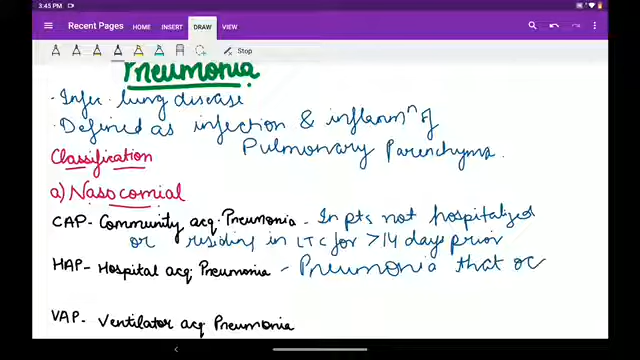 3:45 PM
Recent Pages HOME INSERT DRAW VIEW
Stop
Pneumonia
· Infec. lung disease
· Defined as infection & inflammⁿ of
Pulmonary Parenchyma.
Classification
a) Nasocomial
CAP- Community acq. Pneumonia - In pts not hospitalized
or residing in LTC for >14 days prior
HAP- Hospital acq. Pneumonia - Pneumonia that oc
VAP- Ventilator acq Pneumonia